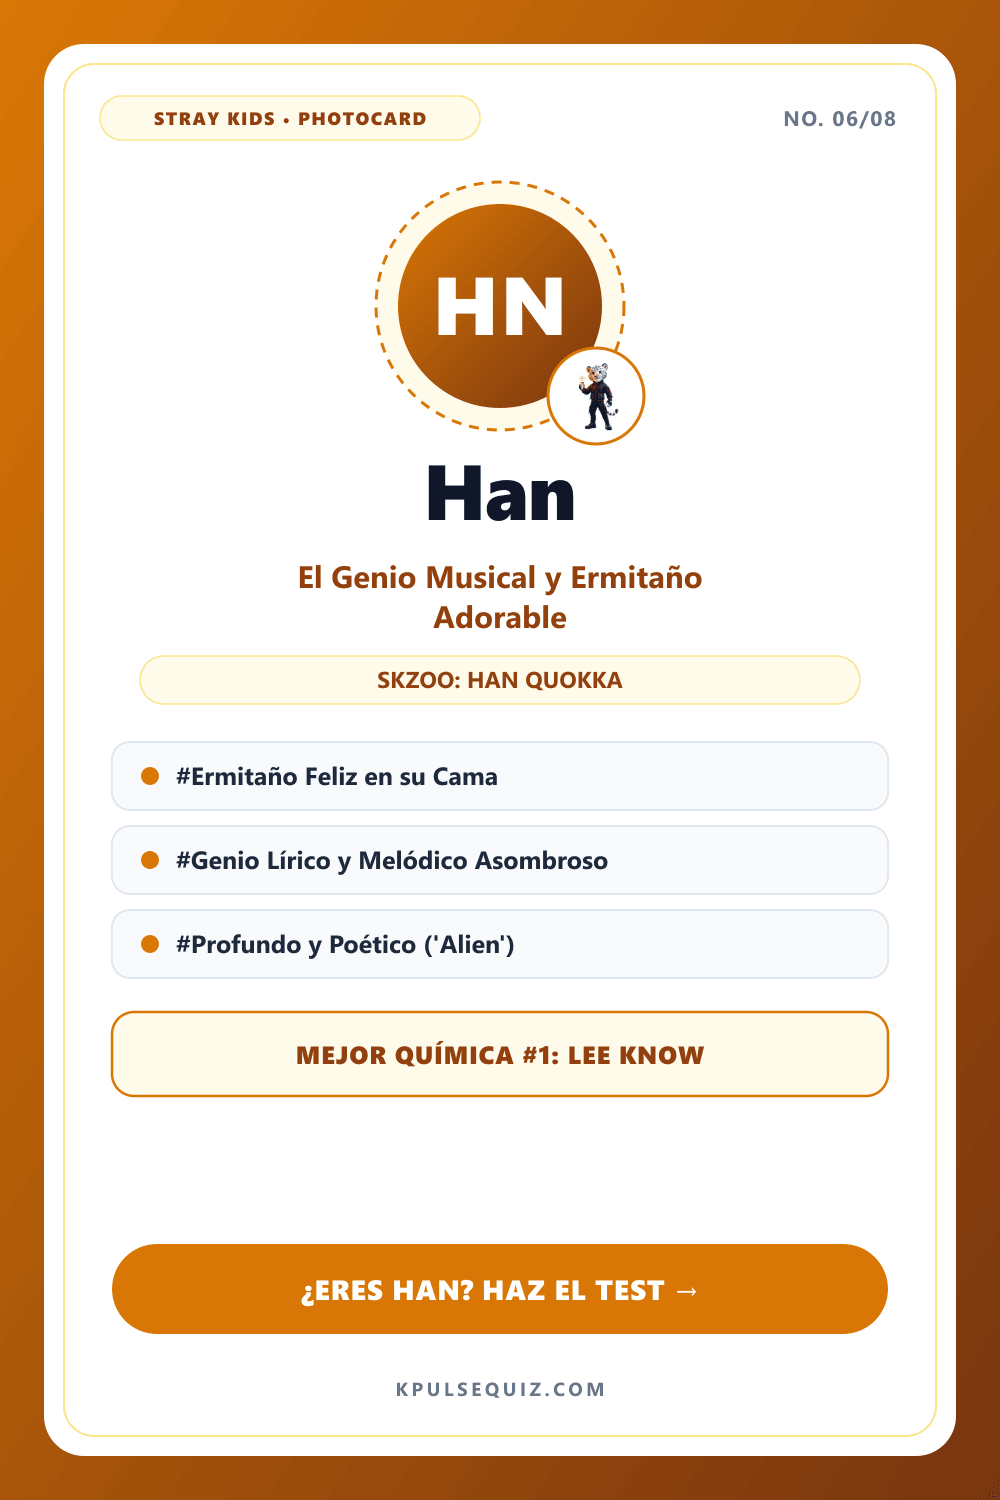 STRAY KIDS • PHOTOCARD
NO. 06/08
HN
Han
El Genio Musical y Ermitaño
Adorable
SKZOO: HAN QUOKKA
#Ermitaño Feliz en su Cama
#Genio Lírico y Melódico Asombroso
#Profundo y Poético ('Alien')
MEJOR QUÍMICA #1: LEE KNOW
¿ERES HAN? HAZ EL TEST →
KPULSEQUIZ.COM